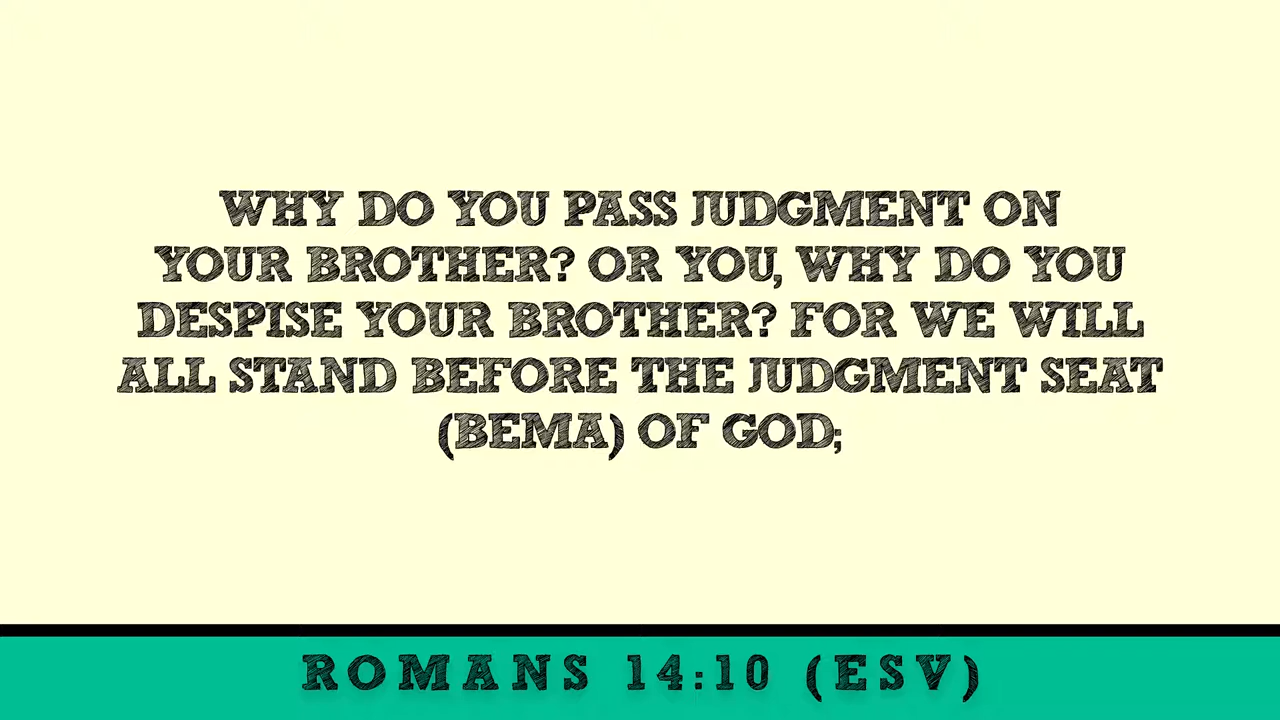 WHY DO YOU PASS JUDGMENT ON
YOUR BROTHER? OR YOU, WHY DO YOU
DESPISE YOUR BROTHER? FOR WE WILL
ALL STAND BEFORE THE JUDGMENT SEAT
(BEMA) OF GOD;
ROMANS 14:10 (ESV)